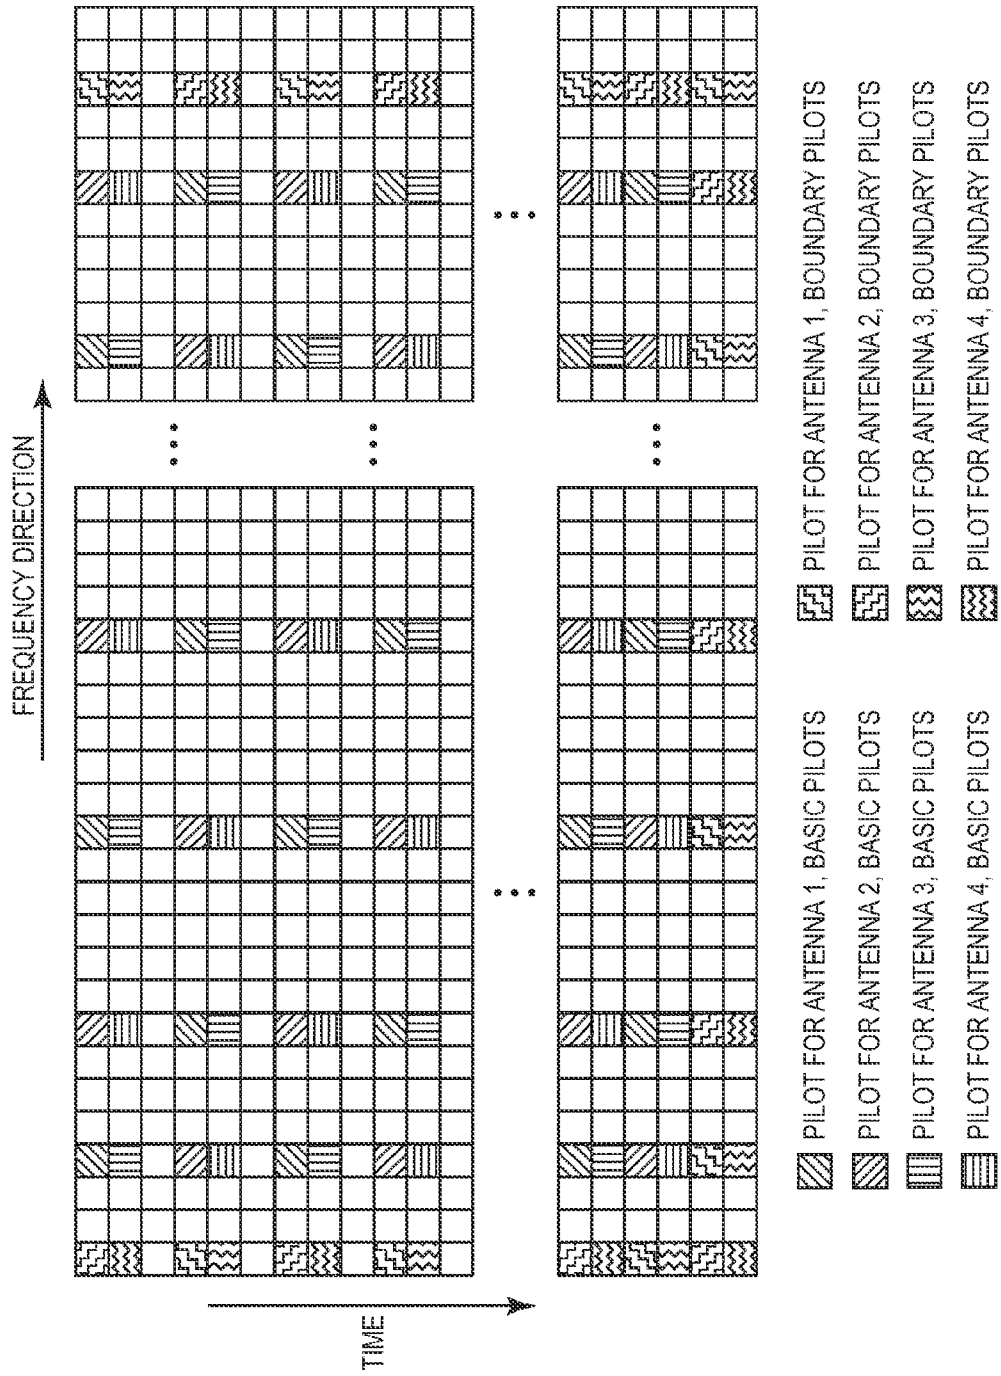 FREQUENCY DIRECTION
TIME
PILOT FOR ANTENNA 1, BASIC PILOTS
PILOT FOR ANTENNA 2, BASIC PILOTS
PILOT FOR ANTENNA 3, BASIC PILOTS
PILOT FOR ANTENNA 4, BASIC PILOTS
PILOT FOR ANTENNA 1, BOUNDARY PILOTS
PILOT FOR ANTENNA 2, BOUNDARY PILOTS
PILOT FOR ANTENNA 3, BOUNDARY PILOTS
PILOT FOR ANTENNA 4, BOUNDARY PILOTS